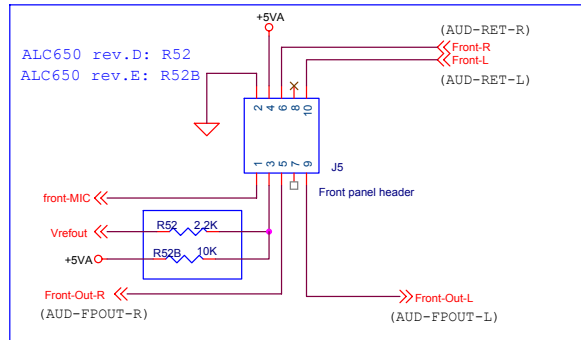 +5VA
(AUD-RET-R)
ALC650 rev.D: R52
ALC650 rev.E: R52B
Front-R
Front-L
(AUD-RET-L)
2 4 6 8 10
1 3 5 7 9
J5
Front panel header
front-MIC
R52 2.2K
Vrefout
R52B 10K
+5VA
Front-Out-R
Front-Out-L
(AUD-FPOUT-R)
(AUD-FPOUT-L)